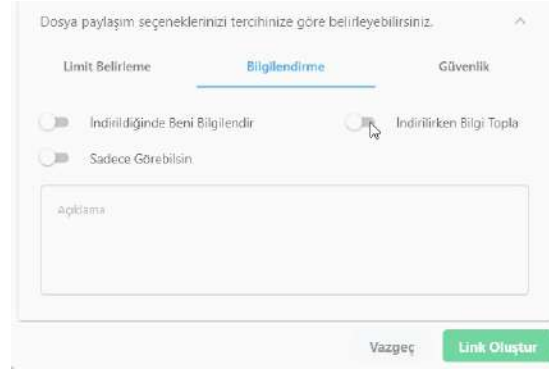 Dosya paylaşım seçeneklerinizi tercihinize göre belirleyebilirsiniz.
Limit Belirleme Bilgilendirme Güvenlik
İndirildiğinde Beni Bilgilendir İndirilirken Bilgi Topla
Sadece Görebilsin
Açıklama
Vazgeç Link Oluştur